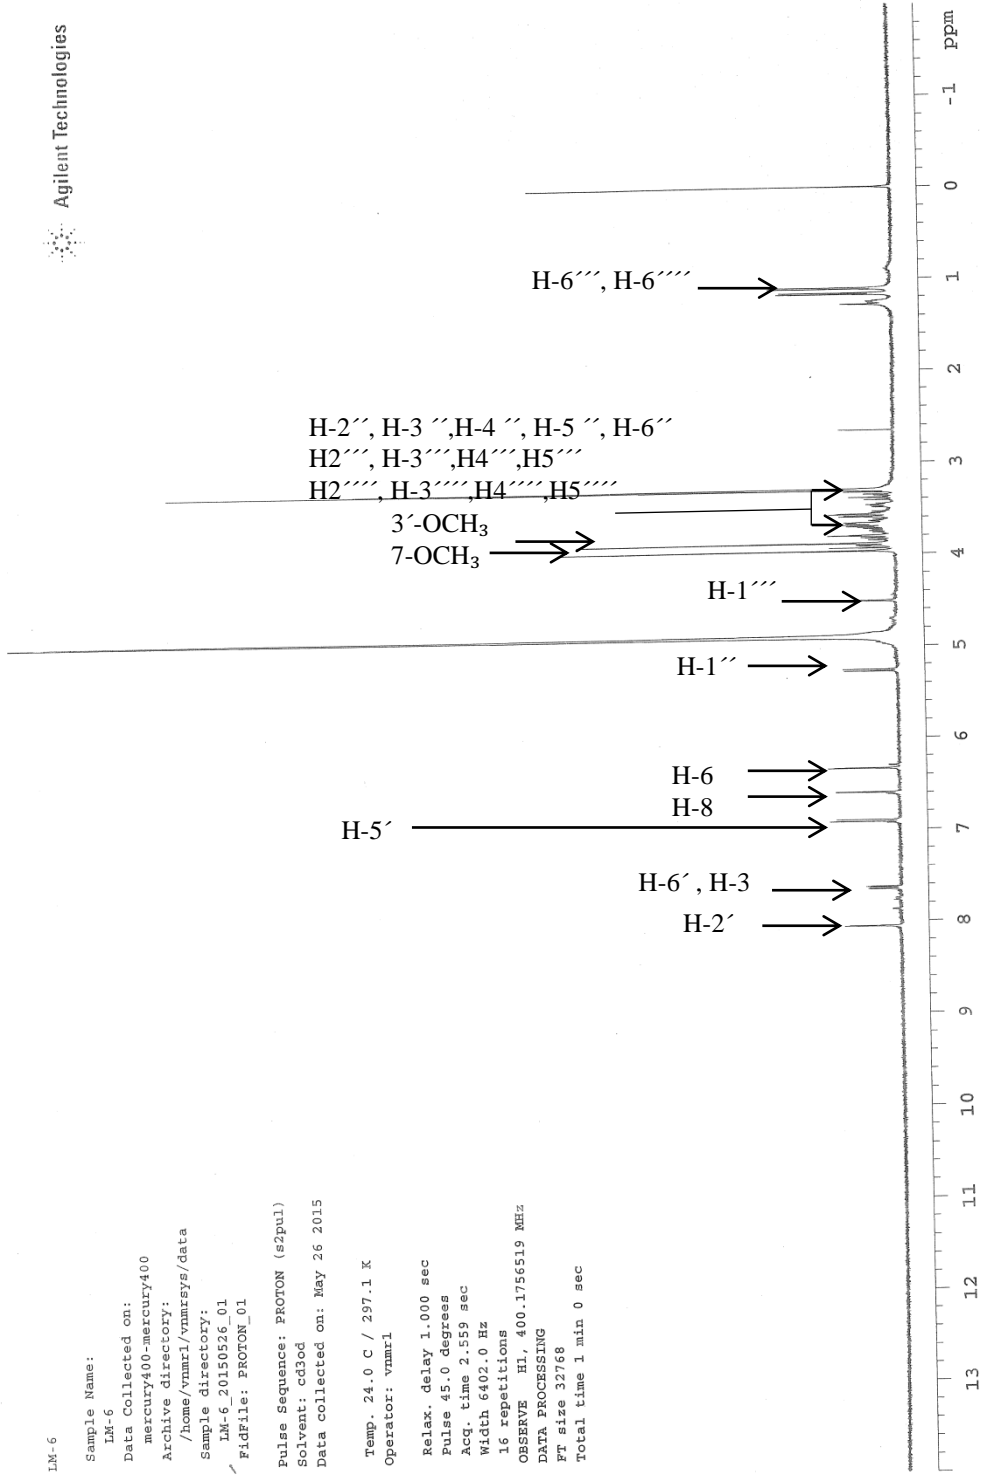 Agilent Technologies
LM-6
Sample Name:
LM-6
Data Collected on:
mercury400-mercury400
Archive directory:
/home/vnmr1/vnmrsys/data
Sample directory:
LM-6_20150526_01
FidFile: PROTON_01
Pulse Sequence: PROTON (s2pul)
Solvent: cd3od
Data collected on: May 26 2015
Temp. 24.0 C / 297.1 K
Operator: vnmr1
Relax. delay 1.000 sec
Pulse 45.0 degrees
Acq. time 2.559 sec
Width 6402.0 Hz
16 repetitions
OBSERVE H1, 400.1756519 MHz
DATA PROCESSING
FT size 32768
Total time 1 min 0 sec
H-6´´´, H-6´´´´
H-2´´, H-3 ´´,H-4 ´´, H-5 ´´, H-6´´
H2´´´, H-3´´´,H4´´´,H5´´´
H2´´´´, H-3´´´´,H4´´´´,H5´´´´
3´-OCH₃
7-OCH₃
H-1´´´
H-1´´
H-6
H-8
H-5´
H-6´ , H-3
H-2´
13 12 11 10 9 8 7 6 5 4 3 2 1 0 -1 ppm